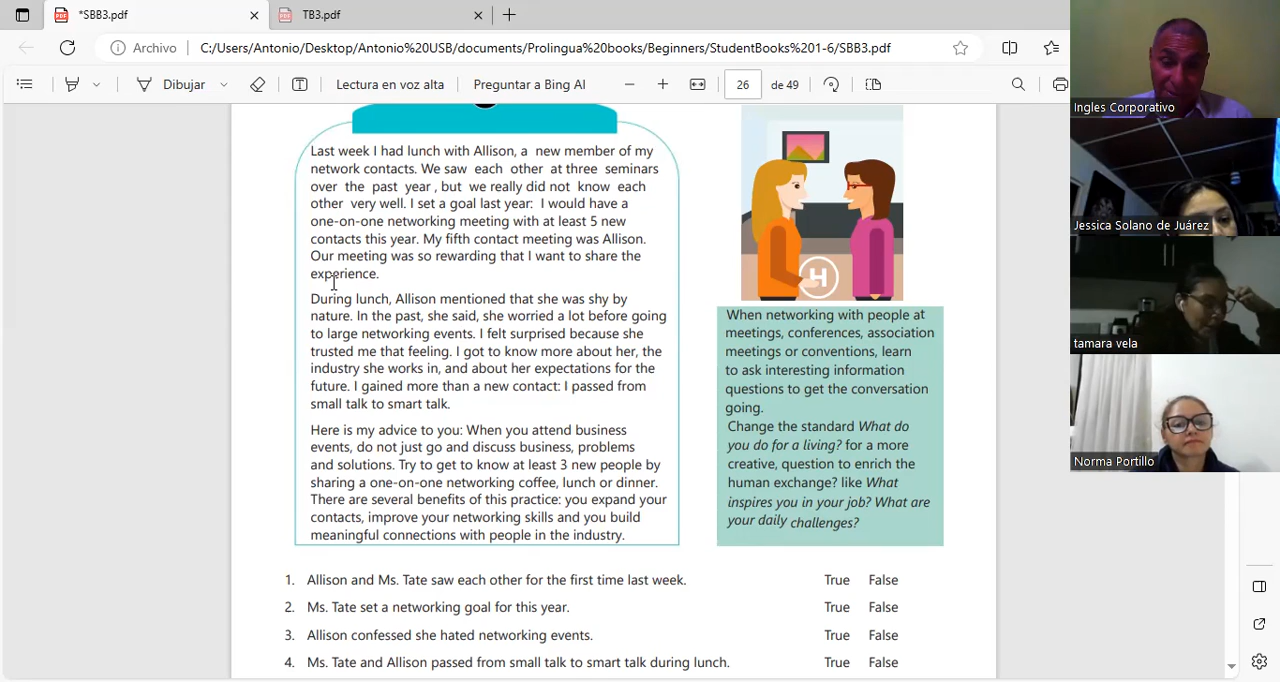 *SBB3.pdf
TB3.pdf
Archivo
C:/Users/Antonio/Desktop/Antonio%20USB/documents/Prolingua%20books/Beginners/StudentBooks%201-6/SBB3.pdf
Dibujar
Lectura en voz alta
Preguntar a Bing AI
26
de 49
Last week I had lunch with Allison, a new member of my
network contacts. We saw each other at three seminars
over the past year , but we really did not know each
other very well. I set a goal last year: I would have a
one-on-one networking meeting with at least 5 new
contacts this year. My fifth contact meeting was Allison.
Our meeting was so rewarding that I want to share the
experience.
During lunch, Allison mentioned that she was shy by
nature. In the past, she said, she worried a lot before going
to large networking events. I felt surprised because she
trusted me that feeling. I got to know more about her, the
industry she works in, and about her expectations for the
future. I gained more than a new contact: I passed from
small talk to smart talk.
Here is my advice to you: When you attend business
events, do not just go and discuss business, problems
and solutions. Try to get to know at least 3 new people by
sharing a one-on-one networking coffee, lunch or dinner.
There are several benefits of this practice: you expand your
contacts, improve your networking skills and you build
meaningful connections with people in the industry.
H
When networking with people at
meetings, conferences, association
meetings or conventions, learn
to ask interesting information
questions to get the conversation
going.
Change the standard What do
you do for a living? for a more
creative, question to enrich the
human exchange? like What
inspires you in your job? What are
your daily challenges?
1. Allison and Ms. Tate saw each other for the first time last week. True False
2. Ms. Tate set a networking goal for this year. True False
3. Allison confessed she hated networking events. True False
4. Ms. Tate and Allison passed from small talk to smart talk during lunch. True False
Ingles Corporativo
Jessica Solano de Juárez
tamara vela
Norma Portillo